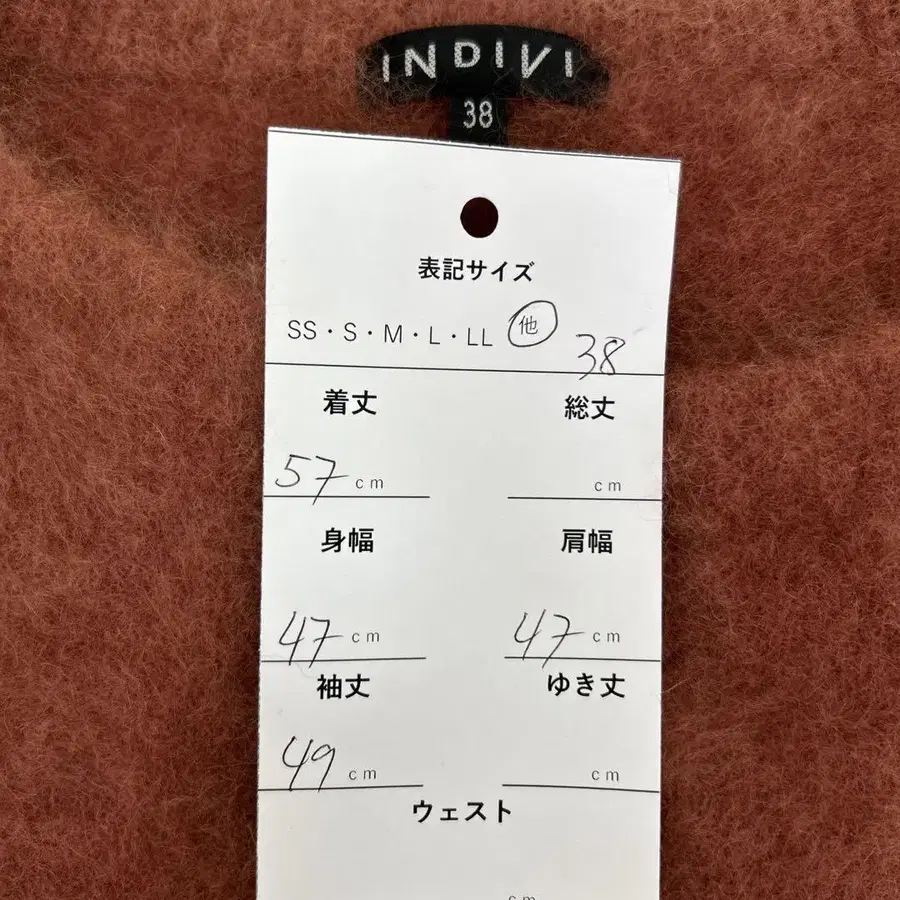 INDIVI
38
表記サイズ
SS・S・M・L・LL 他 38
着丈 総丈
57 cm cm
身幅 肩幅
47 cm 47 cm
袖丈 ゆき丈
49 cm cm
ウェスト
cm